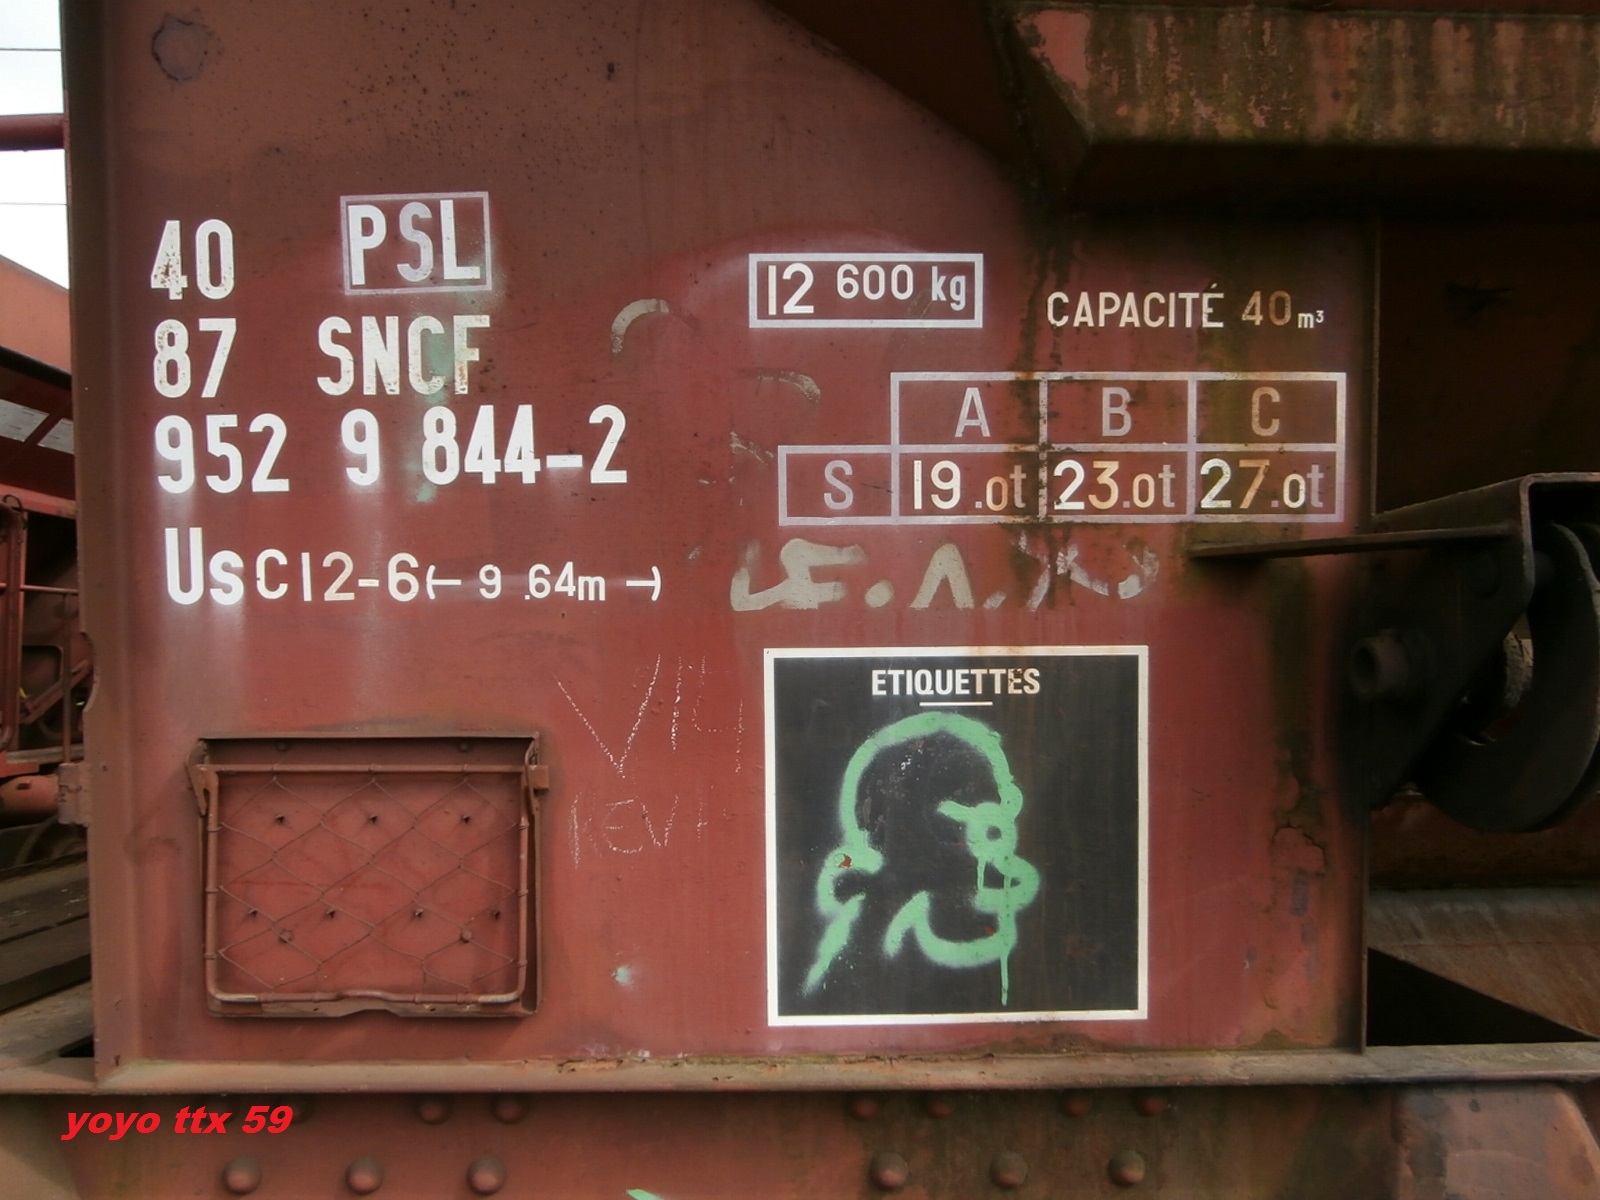 40 PSL
87 SNCF
952 9 844-2
UsC12-6 (⊢ 9.64m ⊣)
12 600 kg
CAPACITÉ 40m³
A B C
S 19.0t 23.0t 27.0t
ETIQUETTES
yoyo ttx 59